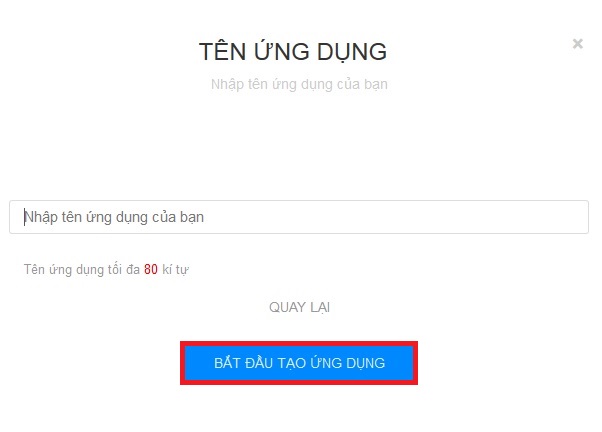 TÊN ỨNG DỤNG
Nhập tên ứng dụng của bạn
Nhập tên ứng dụng của bạn
Tên ứng dụng tối đa 80 kí tự
QUAY LẠI
BẮT ĐẦU TẠO ỨNG DỤNG